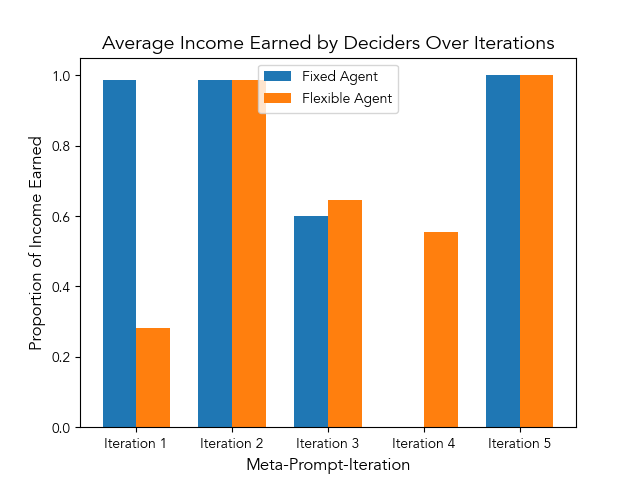 Average Income Earned by Deciders Over Iterations
Fixed Agent
Flexible Agent
Proportion of Income Earned
1.0
0.8
0.6
0.4
0.2
0.0
Iteration 1
Iteration 2
Iteration 3
Iteration 4
Iteration 5
Meta-Prompt-Iteration